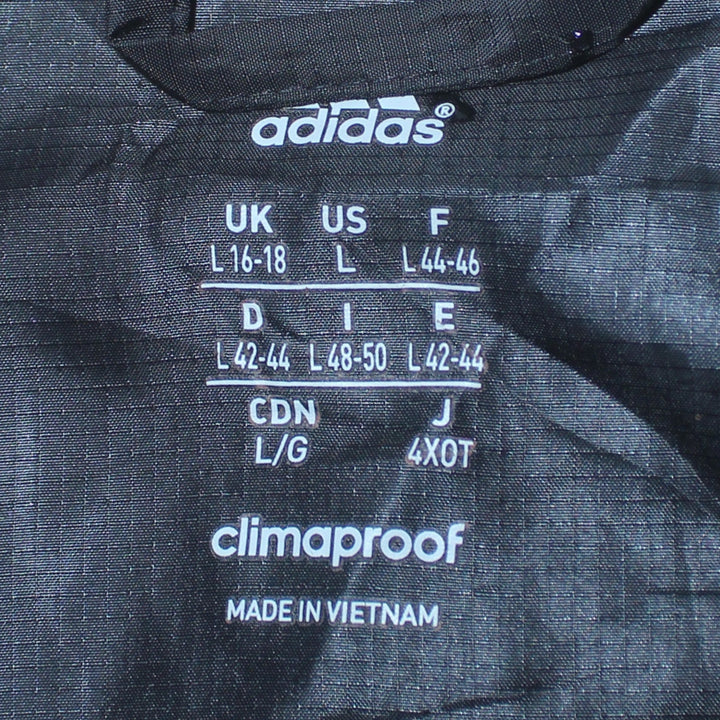 adidas®
UK US F
L 16-18 L L 44-46
D I E
L 42-44 L 48-50 L 42-44
CDN J
L/G 4XOT
climaproof
MADE IN VIETNAM